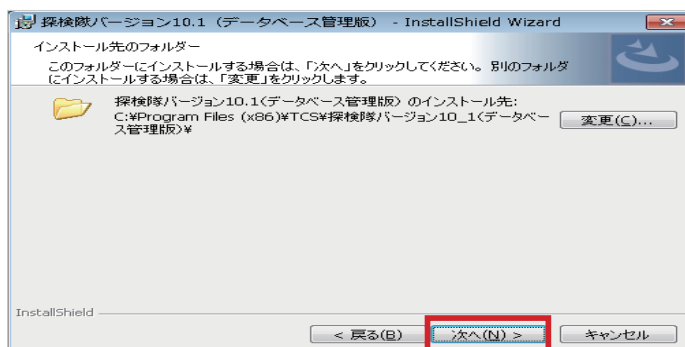 探検隊バージョン10.1（データベース管理版） - InstallShield Wizard
インストール先のフォルダー
このフォルダーにインストールする場合は、「次へ」をクリックしてください。別のフォルダ
にインストールする場合は、「変更」をクリックします。
探検隊バージョン10.1(データベース管理版) のインストール先:
C:¥Program Files (x86)¥TCS¥探検隊バージョン10_1(データベー
ス管理版)¥
変更(C)...
InstallShield
< 戻る(B)
次へ(N) >
キャンセル